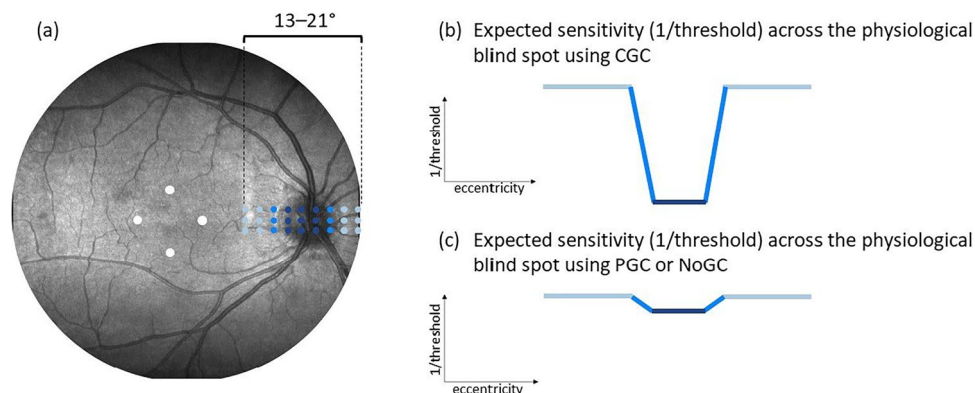 (a)
13–21°
(b) Expected sensitivity (1/threshold) across the physiological
blind spot using CGC
1/threshold
eccentricity
(c) Expected sensitivity (1/threshold) across the physiological
blind spot using PGC or NoGC
1/threshold
eccentricity